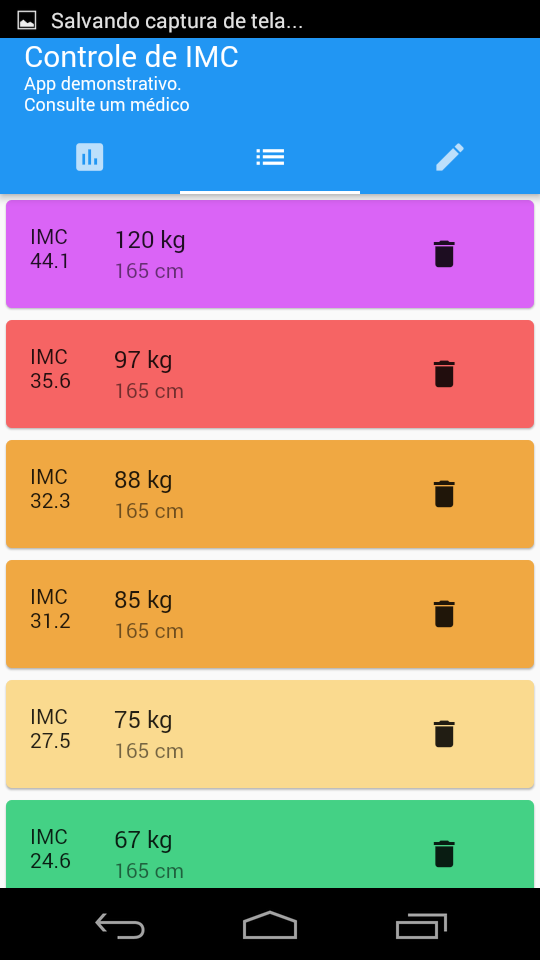 Salvando captura de tela...
Controle de IMC
App demonstrativo.
Consulte um médico
IMC
44.1
120 kg
165 cm
IMC
35.6
97 kg
165 cm
IMC
32.3
88 kg
165 cm
IMC
31.2
85 kg
165 cm
IMC
27.5
75 kg
165 cm
IMC
24.6
67 kg
165 cm